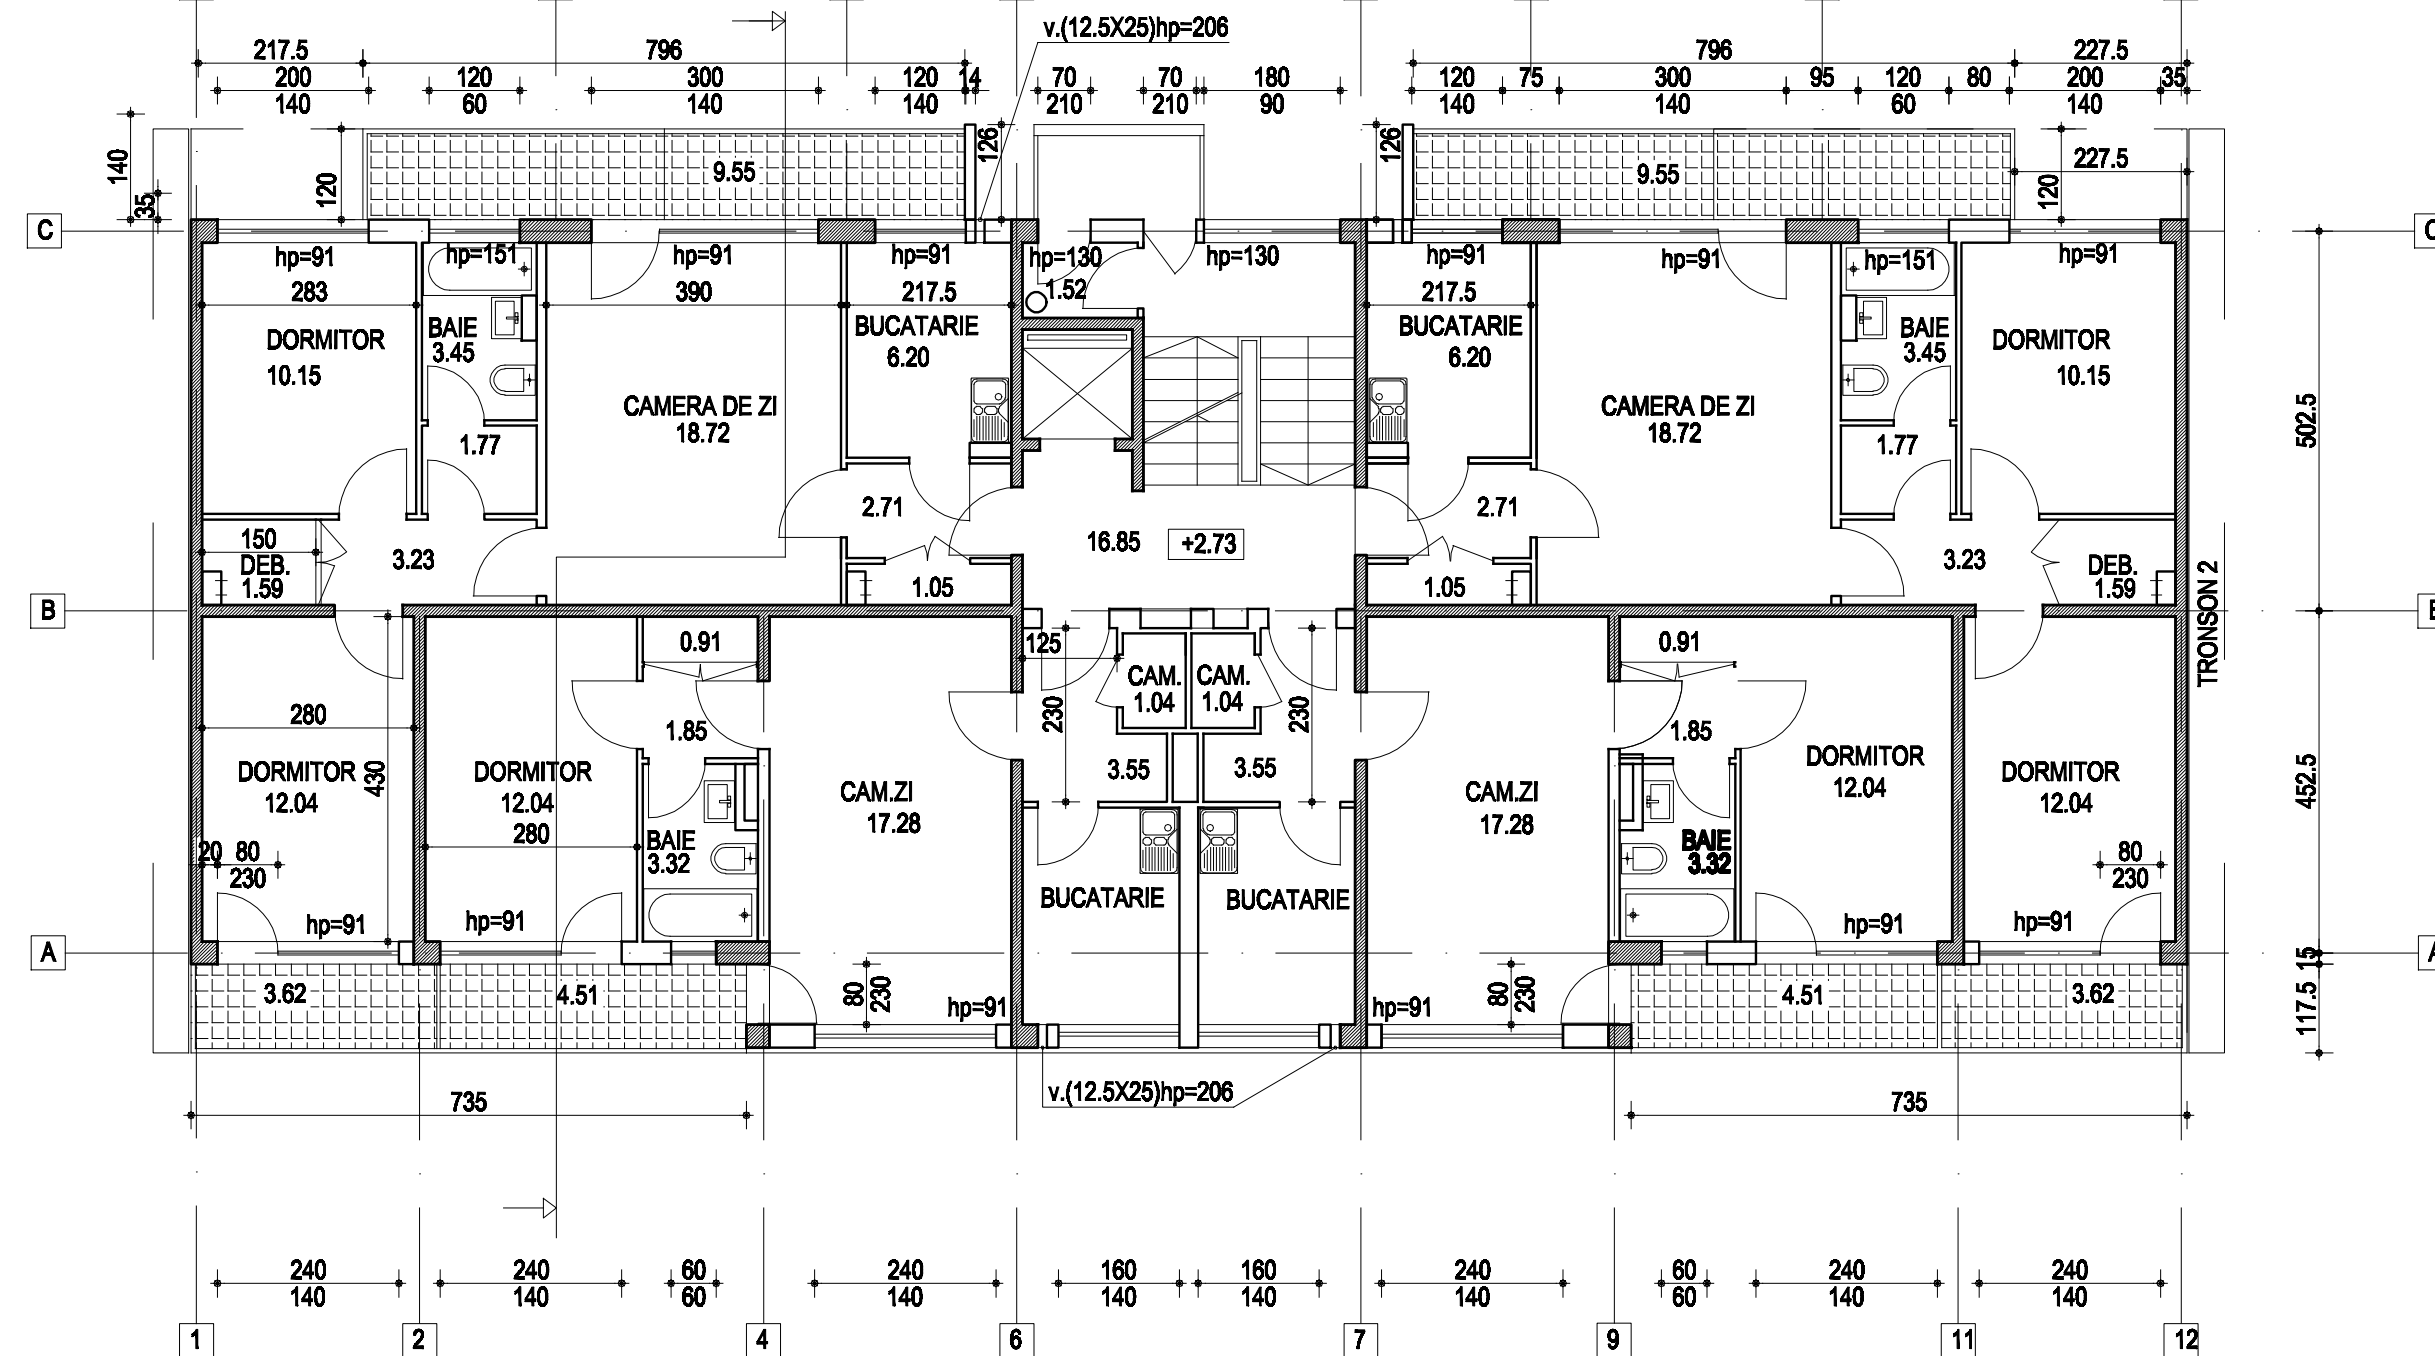 v.(12.5X25)hp=206
217.5 796 796 227.5
200 120 300 120 14 70 70 180 120 75 300 95 120 80 200 35
140 60 140 140 210 210 90 140 140 60 140
140 35 120 9.55 126 126 9.55 227.5 120
C C
hp=91 hp=151 hp=91 hp=91 hp=130 hp=130 hp=91 hp=91 hp=151 hp=91
283 390 217.5 1.52 217.5
DORMITOR
10.15
BAIE
3.45
CAMERA DE ZI
18.72
BUCATARIE
6.20
BUCATARIE
6.20
CAMERA DE ZI
18.72
BAIE
3.45
DORMITOR
10.15
1.77 1.77
502.5
2.71 2.71
16.85 +2.73
150
DEB.
1.59
3.23 1.05 1.05 3.23
DEB.
1.59
TRONSON 2
B
0.91 125 0.91
CAM.
1.04
CAM.
1.04
230 230
280 430 1.85 1.85
3.55 3.55
DORMITOR
12.04
DORMITOR
12.04
280
CAM.ZI
17.28
CAM.ZI
17.28
DORMITOR
12.04
DORMITOR
12.04
452.5
BAIE
3.32
BAIE
3.32
20 80
230
80
230
BUCATARIE BUCATARIE
hp=91 hp=91 hp=91 hp=91
A
15
117.5
3.62 4.51 80 230 hp=91 hp=91 80 230 4.51 3.62
v.(12.5X25)hp=206
735 735
240 240 60 240 160 160 240 60 240 240
140 140 60 140 140 140 140 60 140 140
1 2 4 6 7 9 11 12